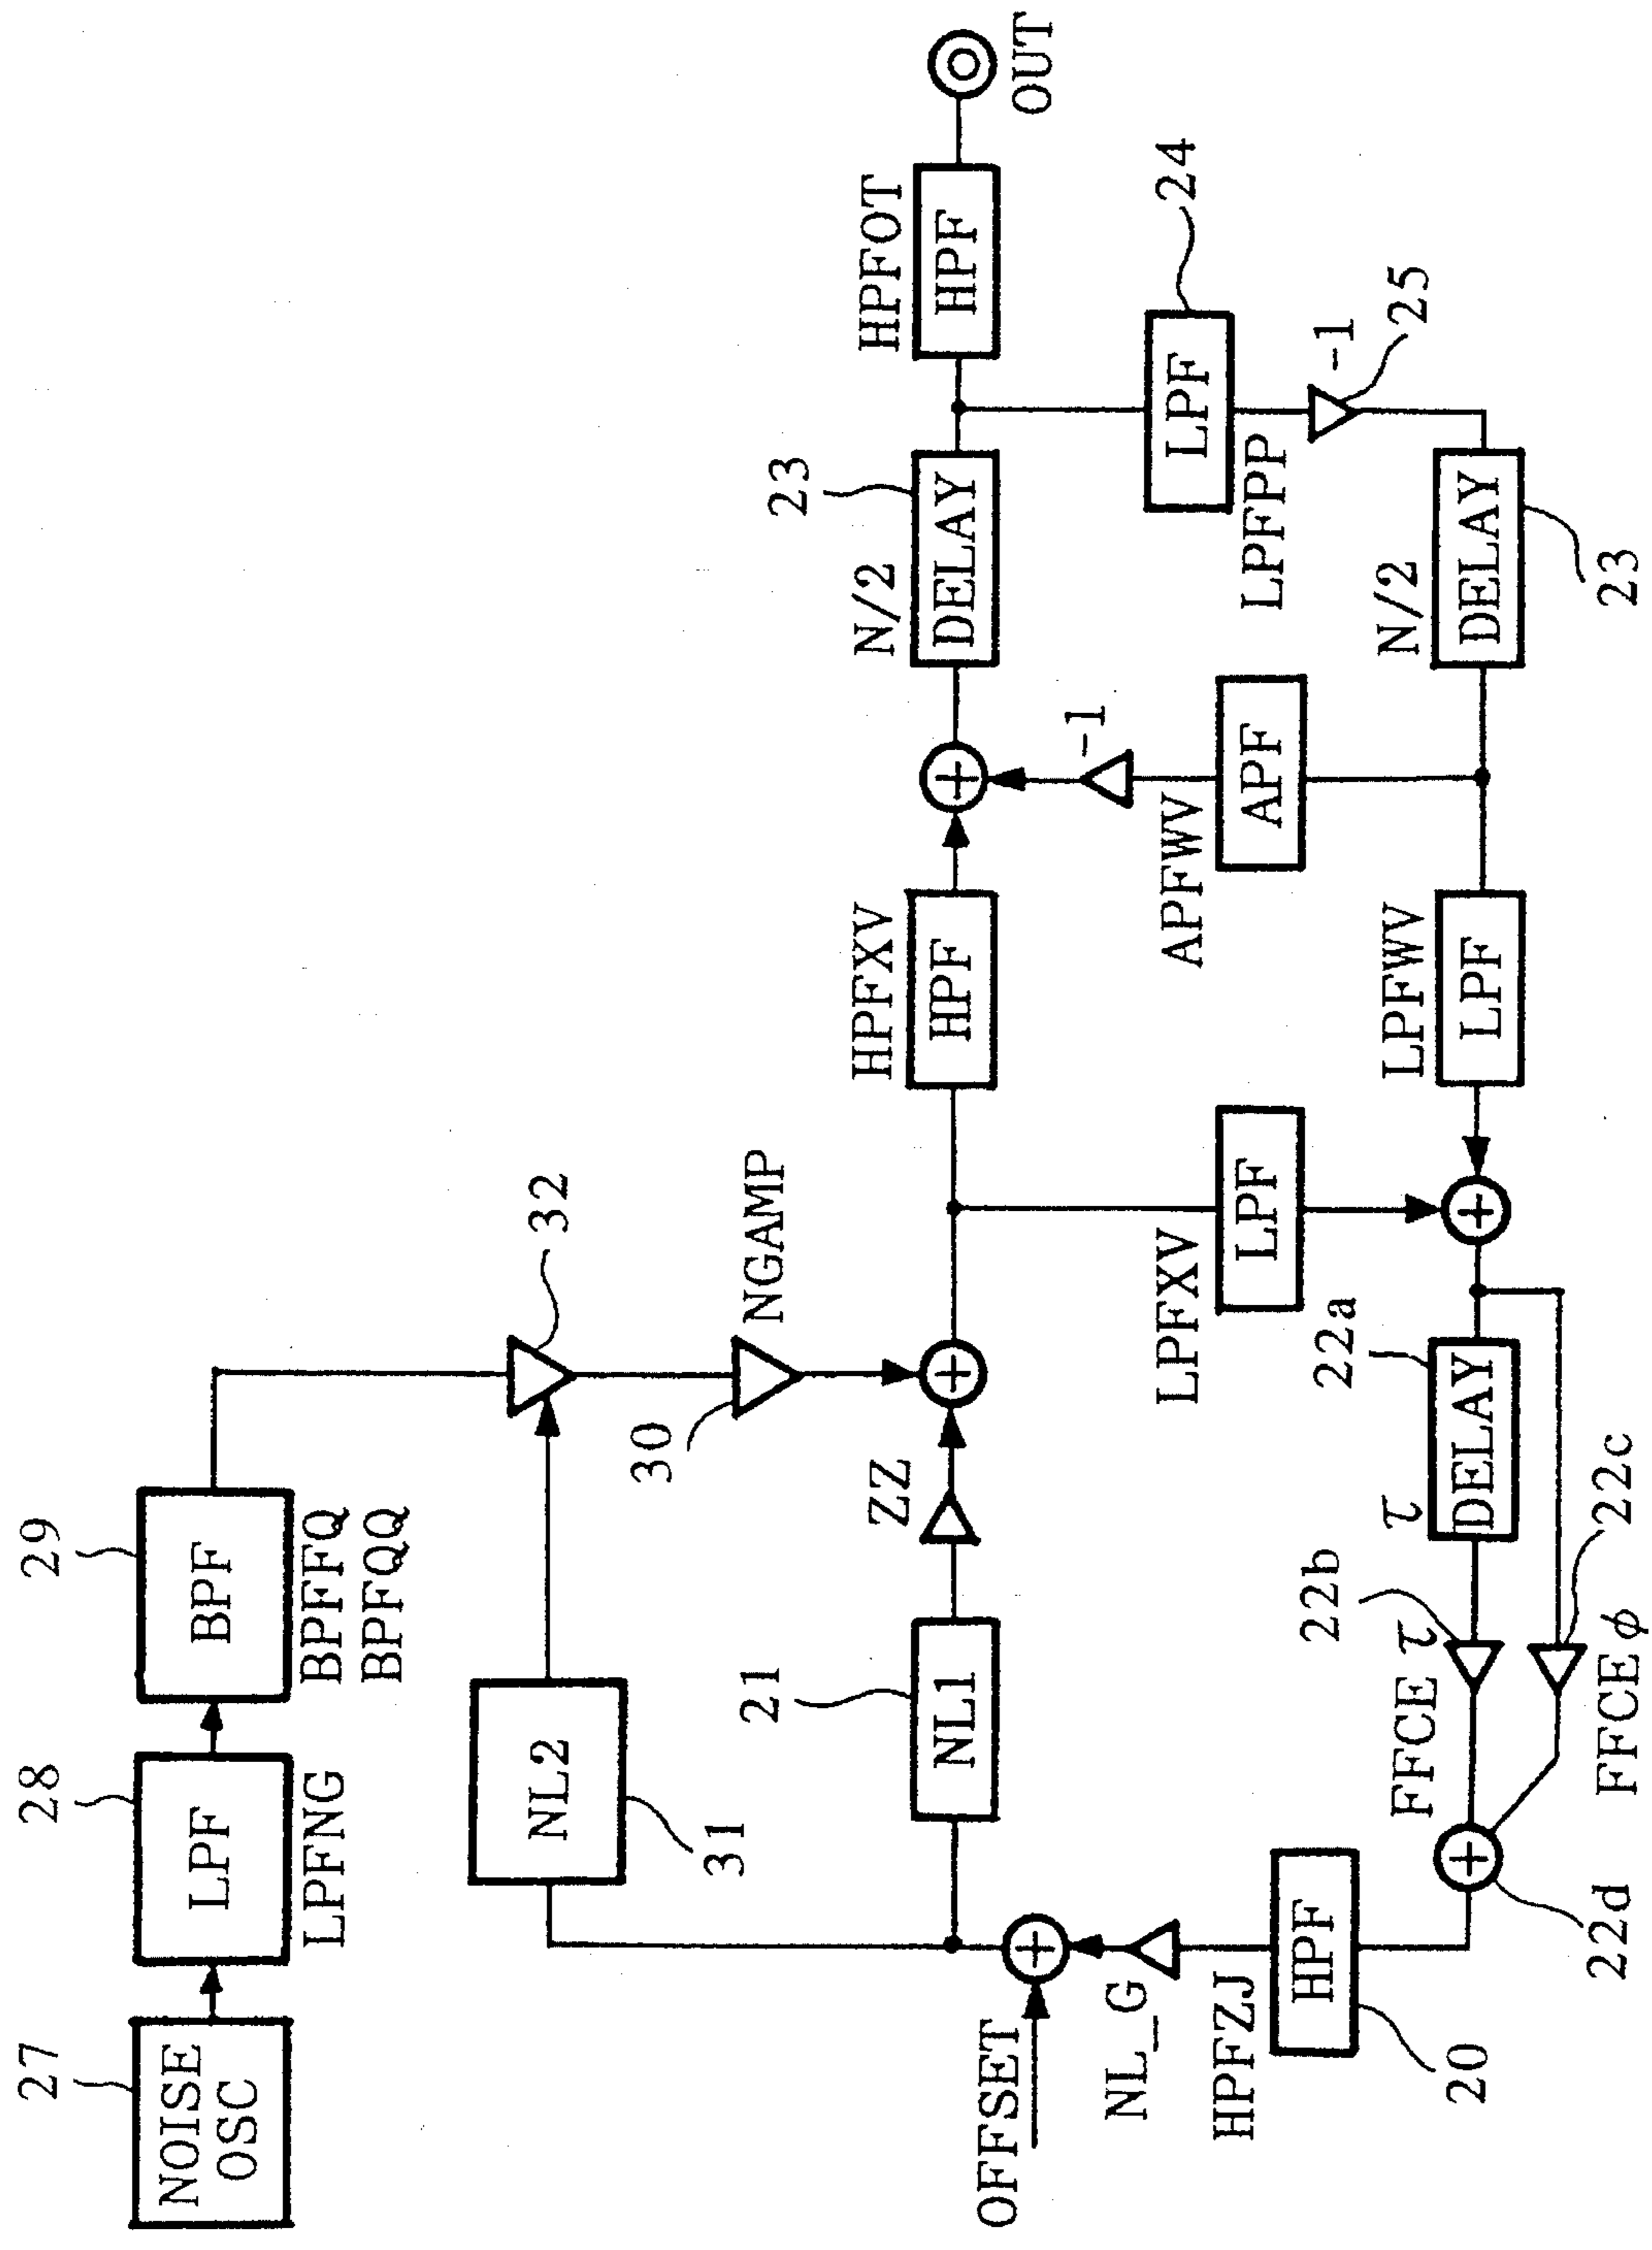 27
NOISE
OSC
28
LPF
LPFNG
29
BPF
BPFFQ
BPFQQ
32
NL2
31
30
NGAMP
21
NL1
ZZ
HPFXV
HPF
N/2
DELAY
23
HPFOT
HPF
OUT
OFFSET
NL_G
HPFZJ
HPF
20
LPFXV
LPF
APFWV
APF
-1
LPFPP
LPF
24
-1
25
22d
FFCE τ
22b
FFCE φ
22c
τ
DELAY
22a
LPFWV
LPF
N/2
DELAY
23